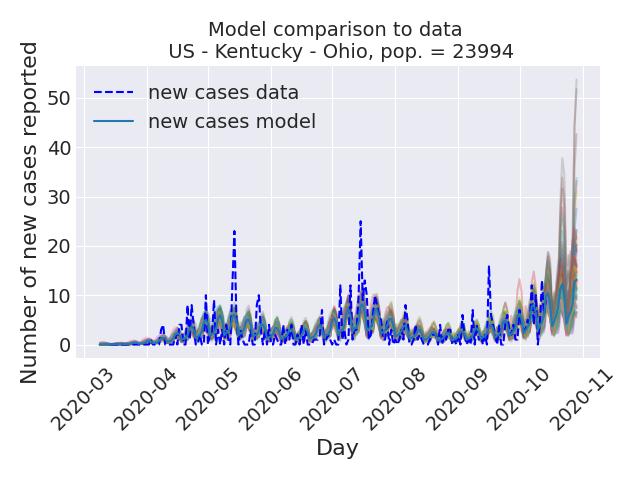 Model comparison to data
US - Kentucky - Ohio, pop. = 23994
Number of new cases reported
50
40
30
20
10
0
new cases data
new cases model
2020-03
2020-04
2020-05
2020-06
2020-07
2020-08
2020-09
2020-10
2020-11
Day